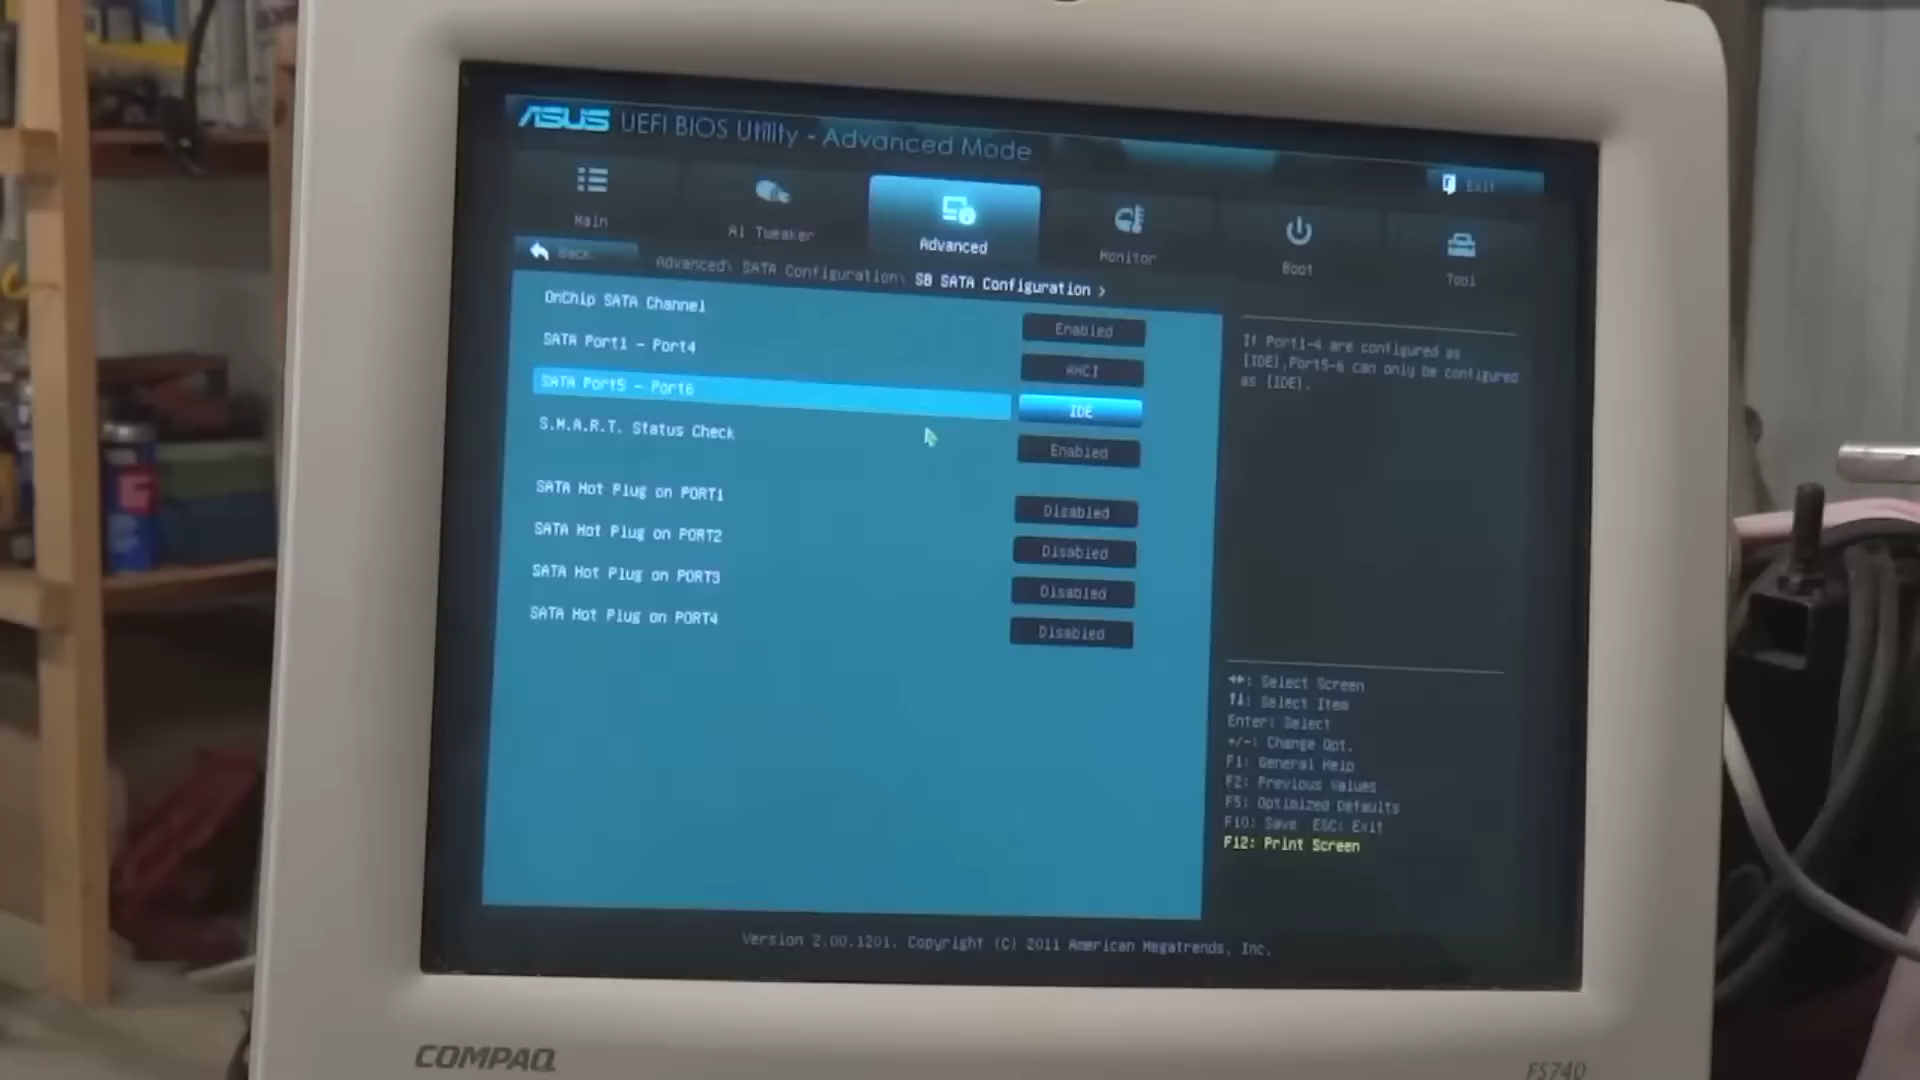 ASUS UEFI BIOS Utility - Advanced Mode
Exit
Main
Ai Tweaker
Advanced
Monitor
Boot
Tool
Back
Advanced\ SATA Configuration\ SB SATA Configuration >
OnChip SATA Channel Enabled
SATA Port1 - Port4 AHCI
SATA Port5 - Port6 IDE
S.M.A.R.T. Status Check Enabled
SATA Hot Plug on PORT1 Disabled
SATA Hot Plug on PORT2 Disabled
SATA Hot Plug on PORT3 Disabled
SATA Hot Plug on PORT4 Disabled
If Port1-4 are configured as
[IDE],Port5-6 can only be configured
as [IDE].
→←: Select Screen
↑↓: Select Item
Enter: Select
+/-: Change Opt.
F1: General Help
F2: Previous Values
F5: Optimized Defaults
F10: Save ESC: Exit
F12: Print Screen
Version 2.00.1201. Copyright (C) 2011 American Megatrends, Inc.
COMPAQ
FS740